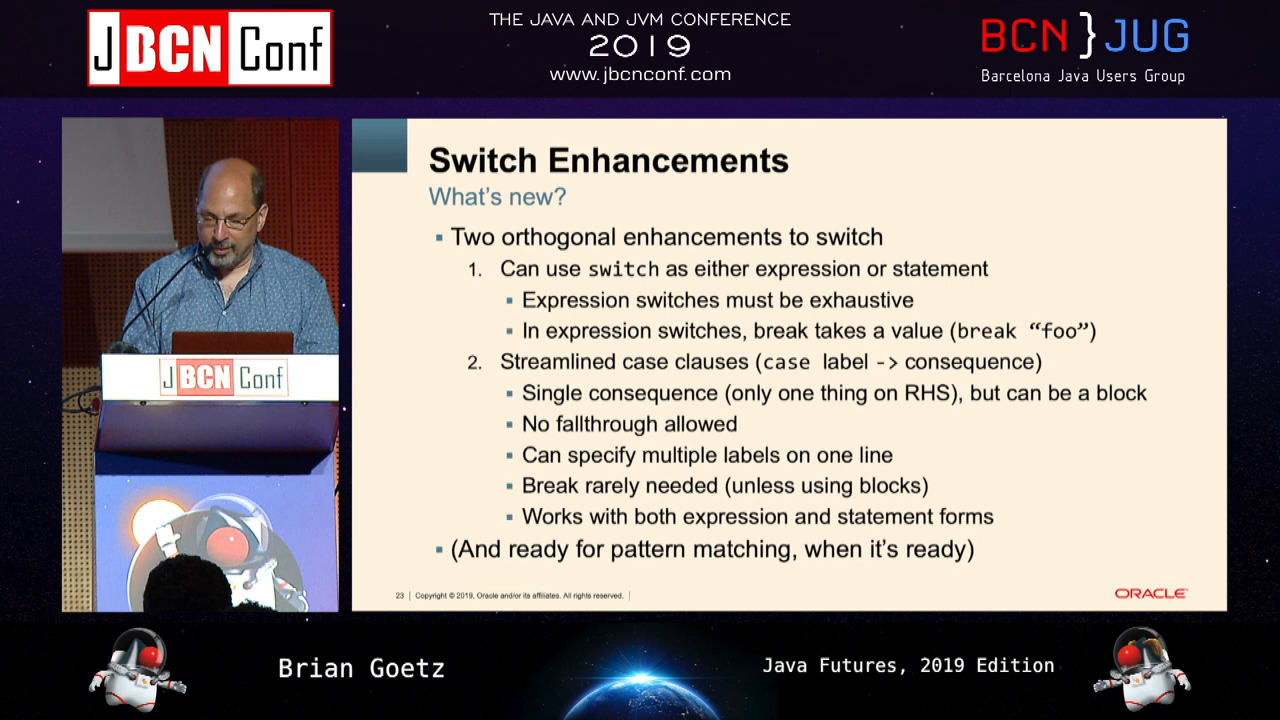 JBCNConf
THE JAVA AND JVM CONFERENCE
2019
www.jbcnconf.com
BCN}JUG
Barcelona Java Users Group
Switch Enhancements
What's new?
▪ Two orthogonal enhancements to switch
1. Can use switch as either expression or statement
▪ Expression switches must be exhaustive
▪ In expression switches, break takes a value (break “foo”)
2. Streamlined case clauses (case label -> consequence)
▪ Single consequence (only one thing on RHS), but can be a block
▪ No fallthrough allowed
▪ Can specify multiple labels on one line
▪ Break rarely needed (unless using blocks)
▪ Works with both expression and statement forms
▪ (And ready for pattern matching, when it's ready)
23 | Copyright © 2019, Oracle and/or its affiliates. All rights reserved. |
ORACLE®
JBCNConf
Brian Goetz
Java Futures, 2019 Edition